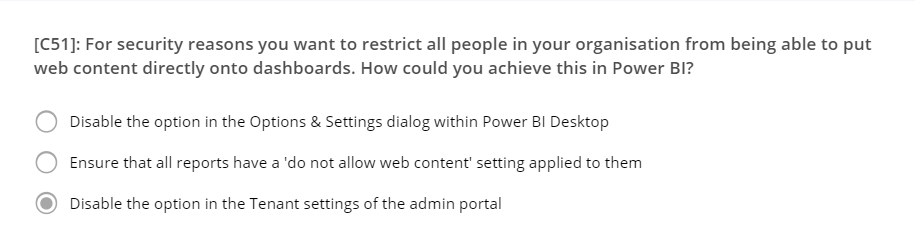 [C51]: For security reasons you want to restrict all people in your organisation from being able to put
web content directly onto dashboards. How could you achieve this in Power BI?
Disable the option in the Options & Settings dialog within Power BI Desktop
Ensure that all reports have a 'do not allow web content' setting applied to them
Disable the option in the Tenant settings of the admin portal